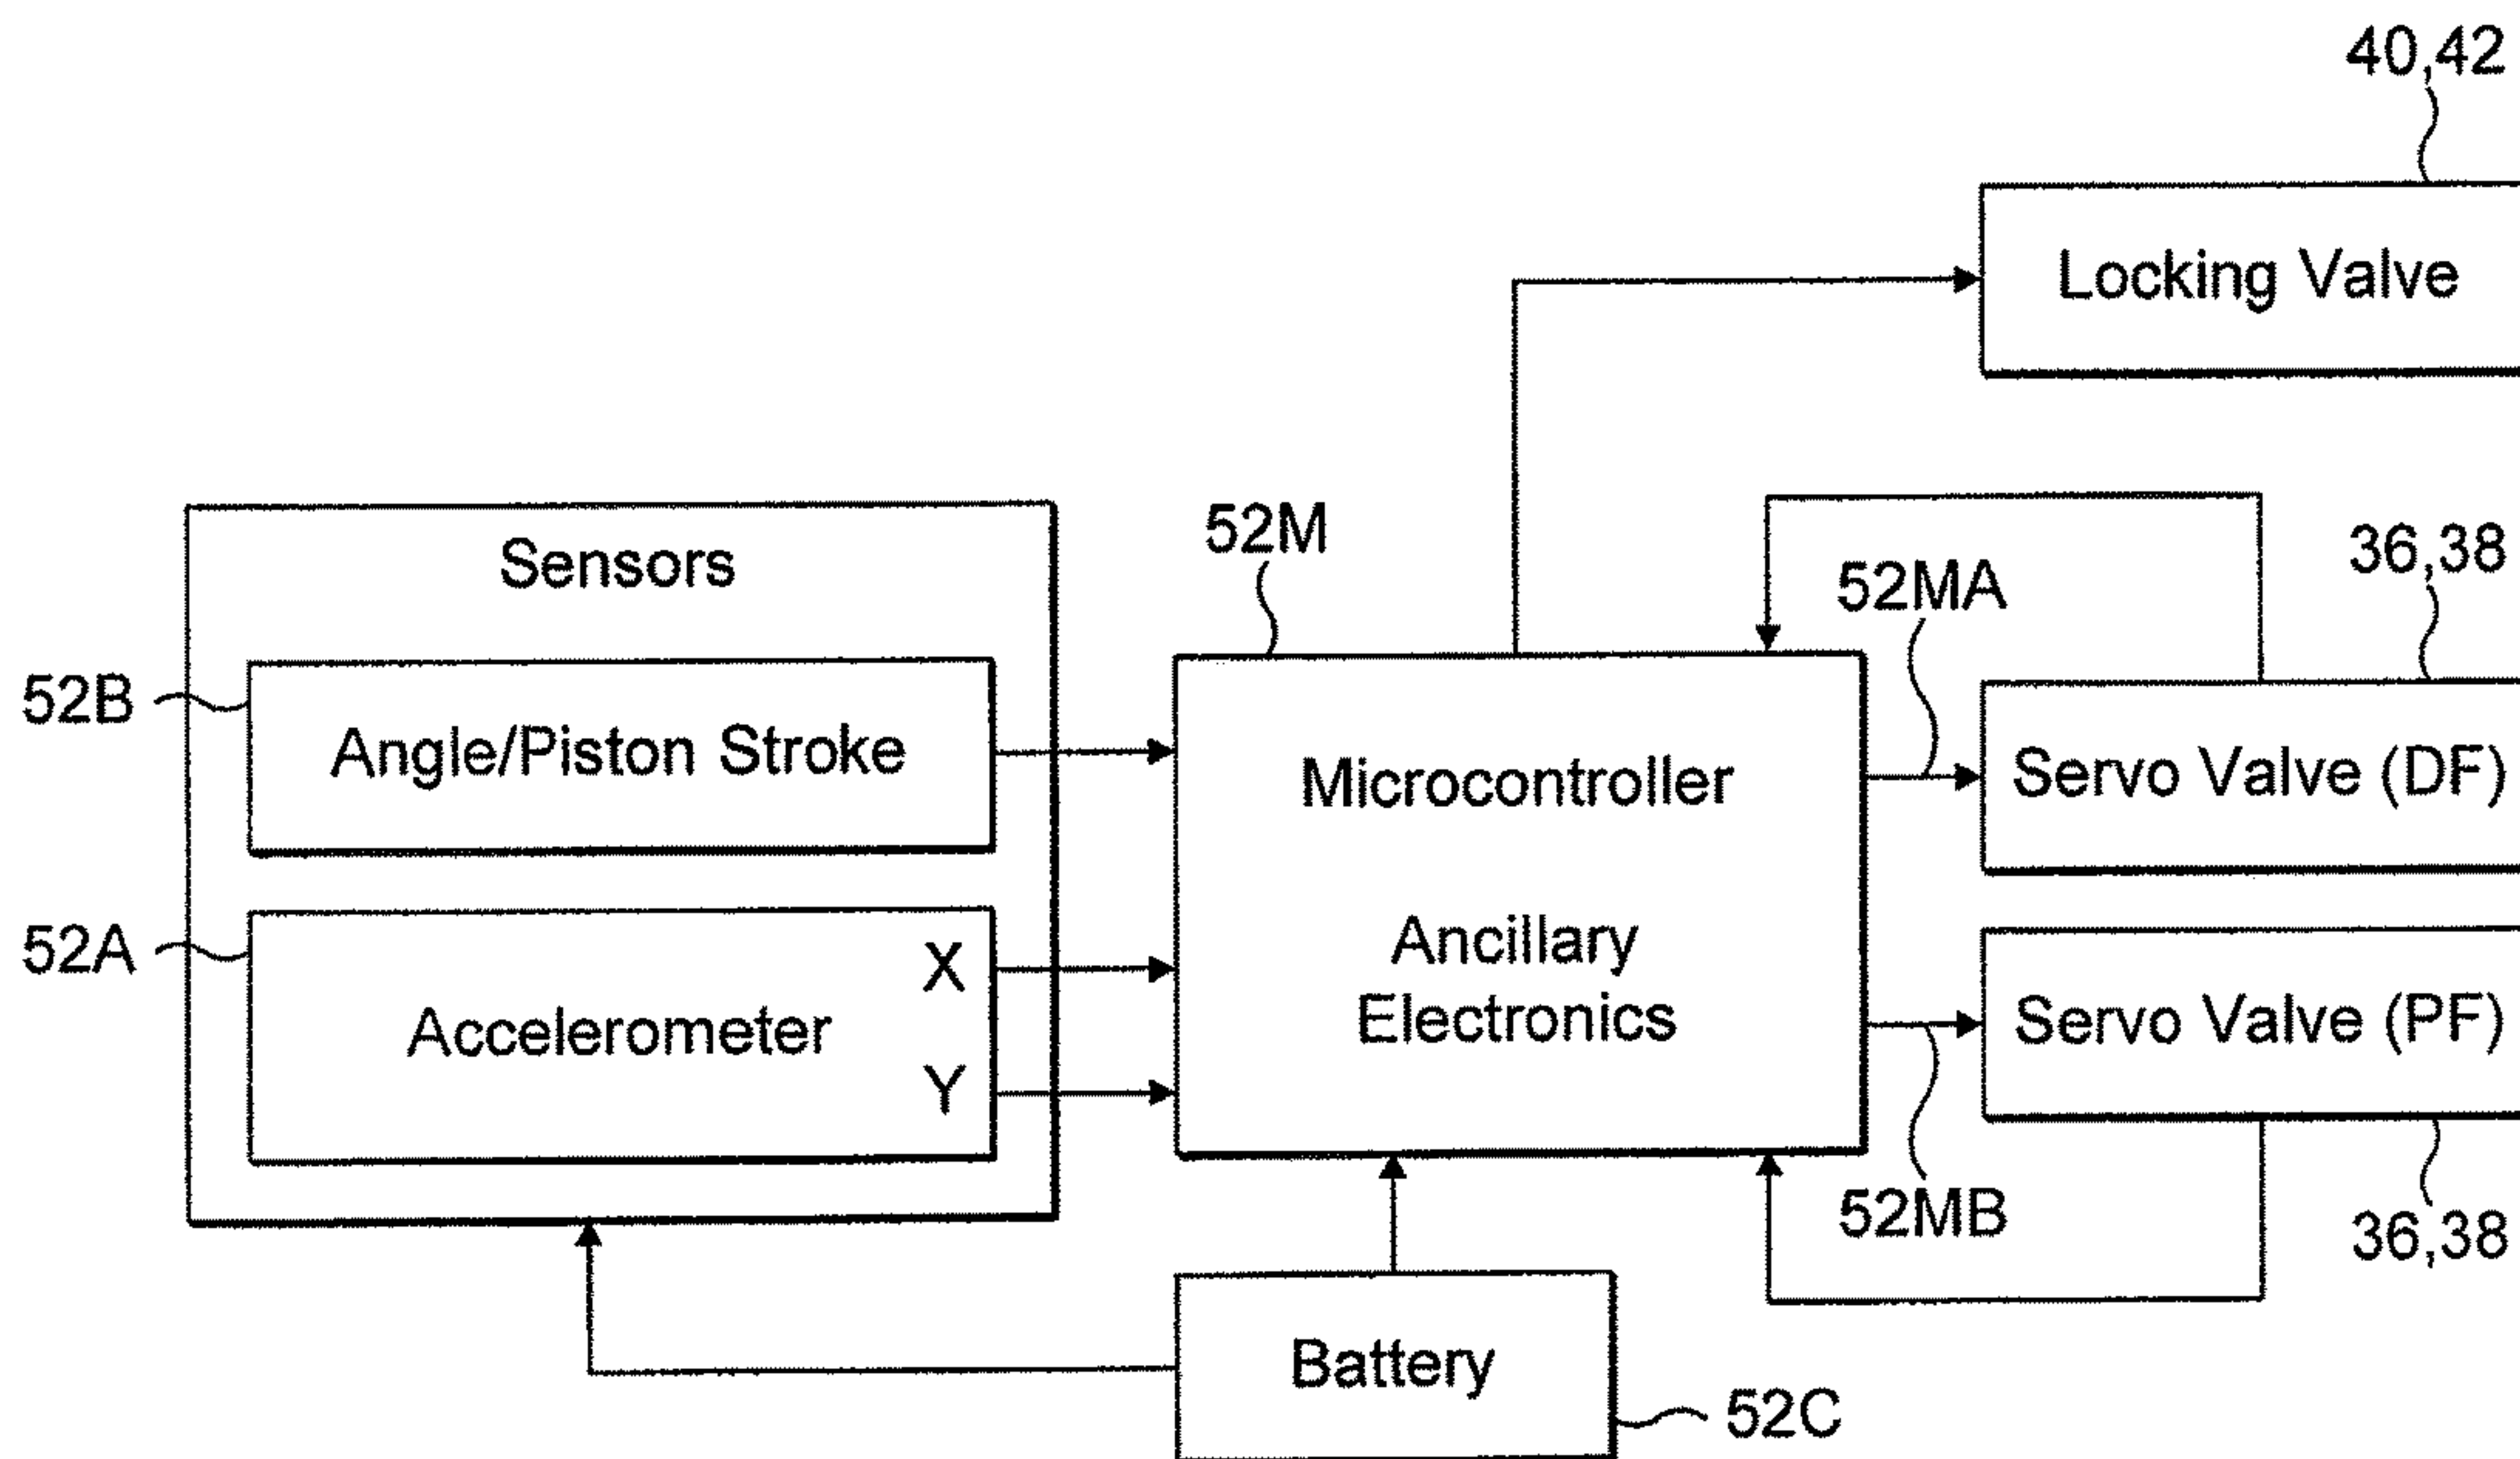 40,42
Locking Valve
Sensors
52M
52MA
36,38
52B
Angle/Piston Stroke
Microcontroller
Servo Valve (DF)
52A
Accelerometer
X
Y
Ancillary
Electronics
Servo Valve (PF)
52MB
36,38
Battery
52C